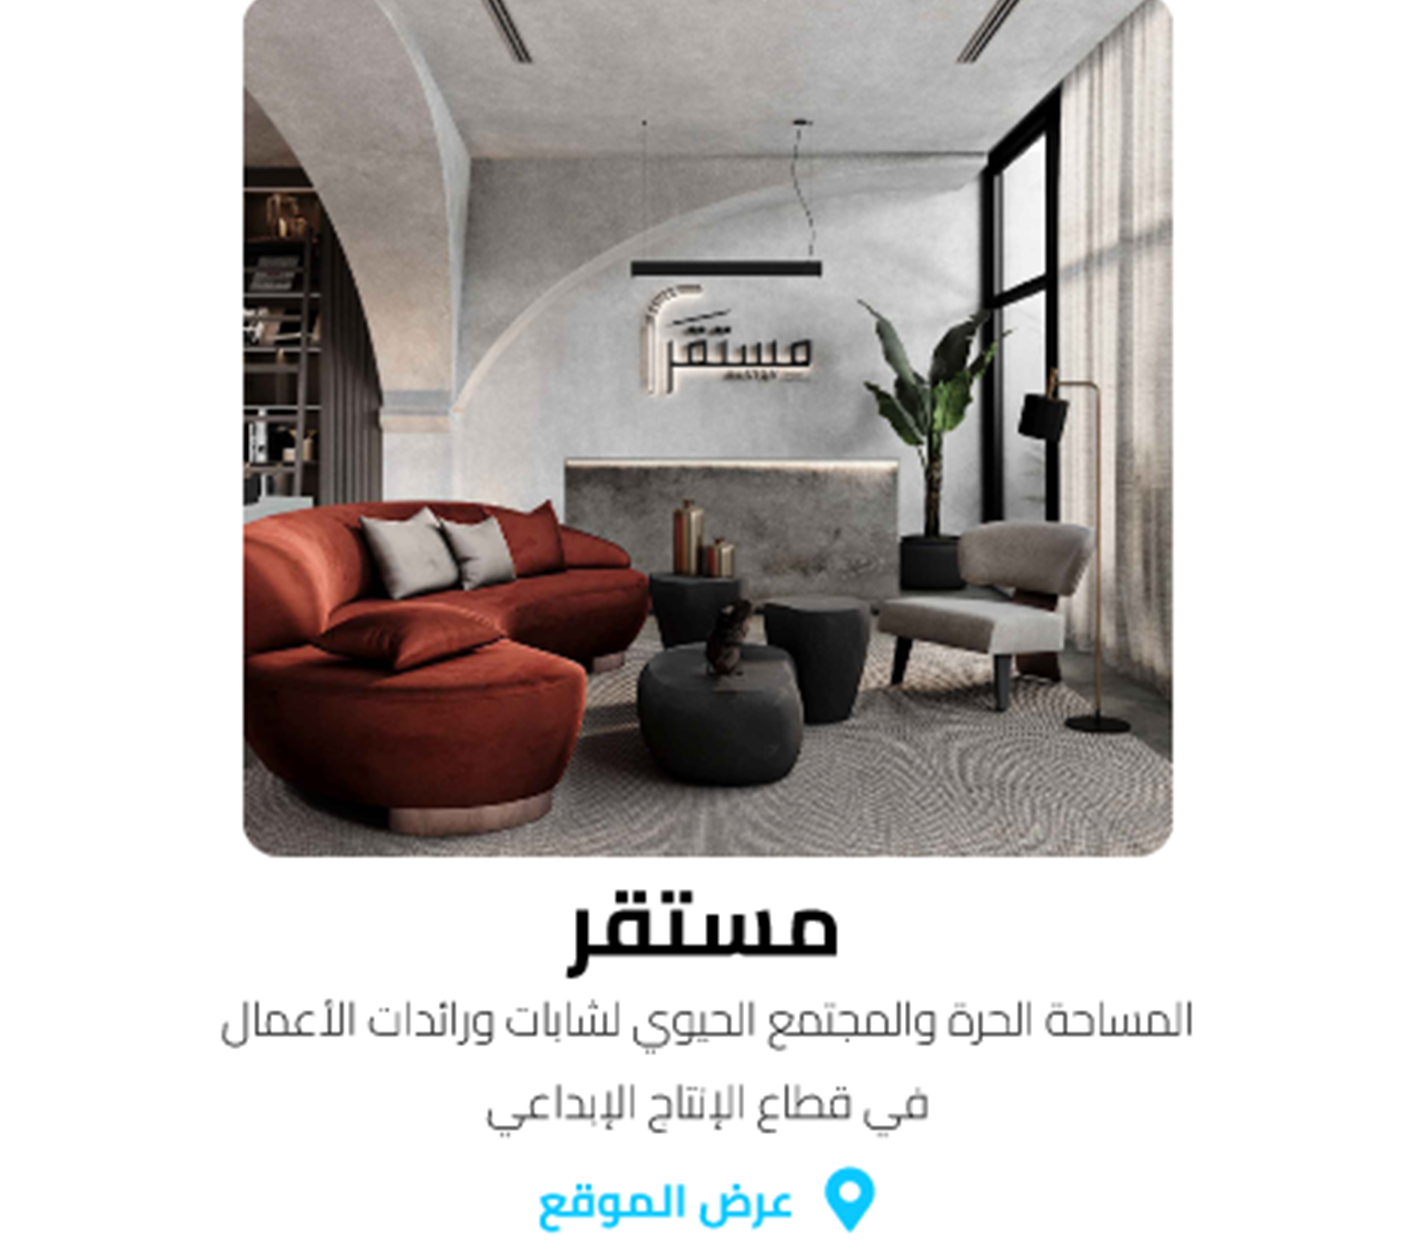 مستقر
مستقر
المساحة الحرة والمجتمع الحيوي لشابات ورائدات الأعمال
في قطاع الإنتاج الإبداعي
عرض الموقع